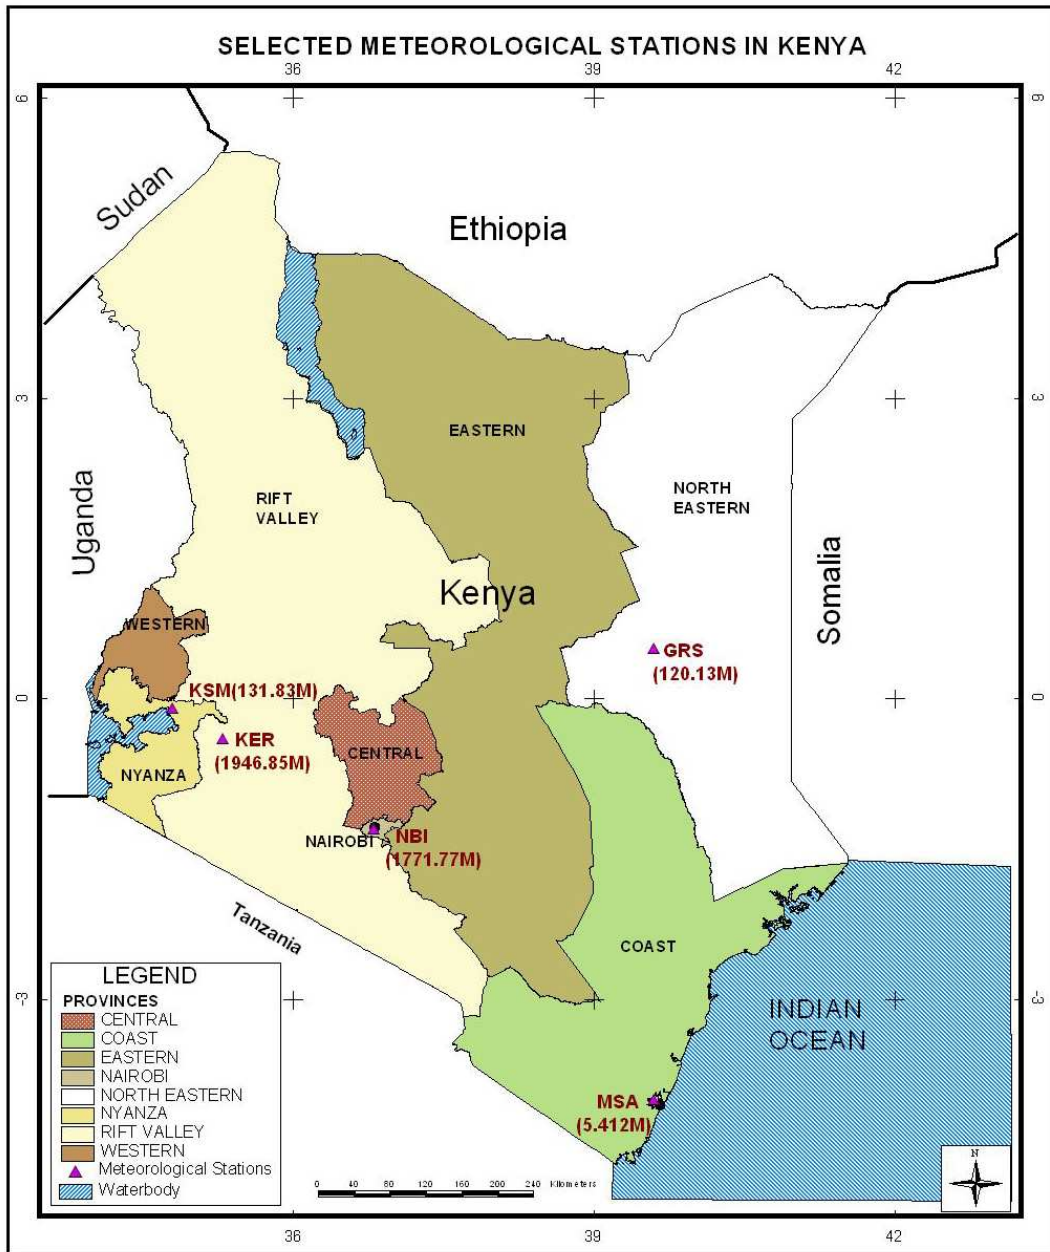 SELECTED METEOROLOGICAL STATIONS IN KENYA
36
39
42
6
6
Sudan
Ethiopia
3
3
EASTERN
Uganda
RIFT
VALLEY
NORTH
EASTERN
Somalia
Kenya
WESTERN
GRS
(120.13M)
0
0
KSM(131.83M)
KER
(1946.85M)
CENTRAL
NYANZA
NAIROBI
NBI
(1771.77M)
Tanzania
COAST
-3
-3
INDIAN
OCEAN
MSA
(5.412M)
LEGEND
PROVINCES
CENTRAL
COAST
EASTERN
NAIROBI
NORTH EASTERN
NYANZA
RIFT VALLEY
WESTERN
Meteorological Stations
Waterbody
0 40 80 120 160 200 240 Kilometers
N
36
39
42